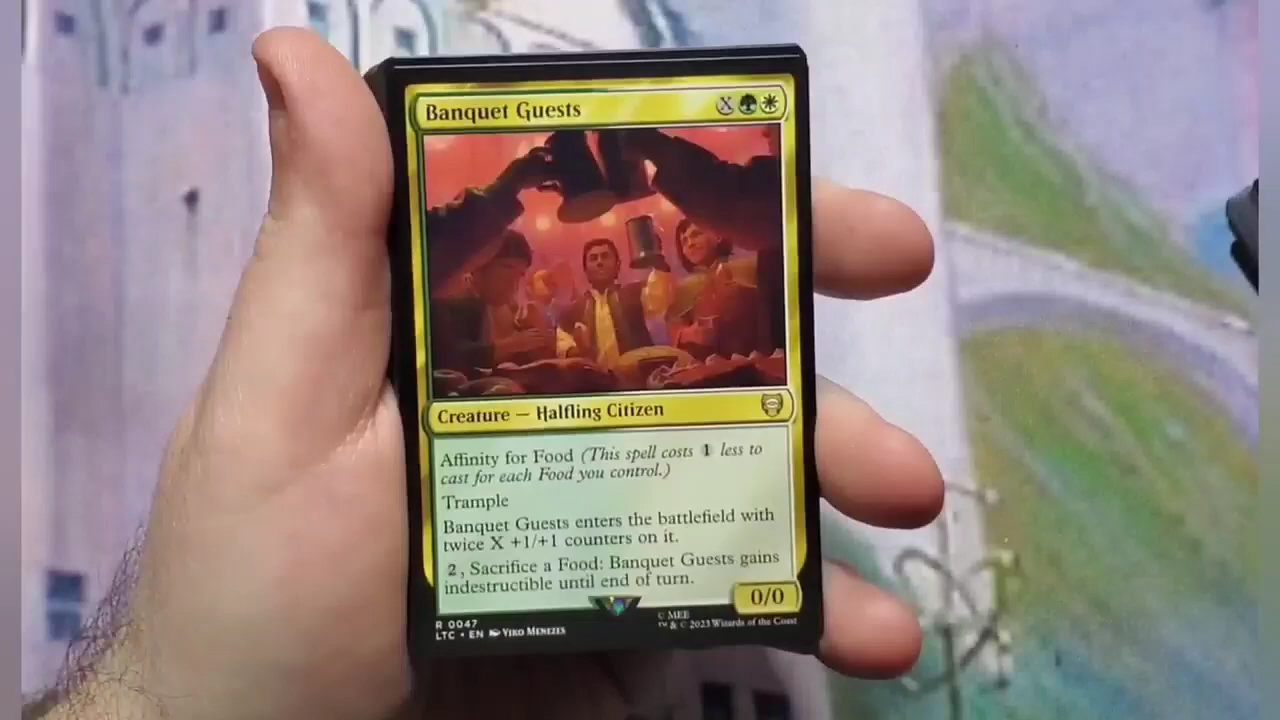 Banquet Guests X
Creature — Halfling Citizen
Affinity for Food (This spell costs 1 less to
cast for each Food you control.)
Trample
Banquet Guests enters the battlefield with
twice X +1/+1 counters on it.
2, Sacrifice a Food: Banquet Guests gains
indestructible until end of turn.
0/0
R 0047
LTC • EN Yiko Menezes
© MEE
™ & © 2023 Wizards of the Coast